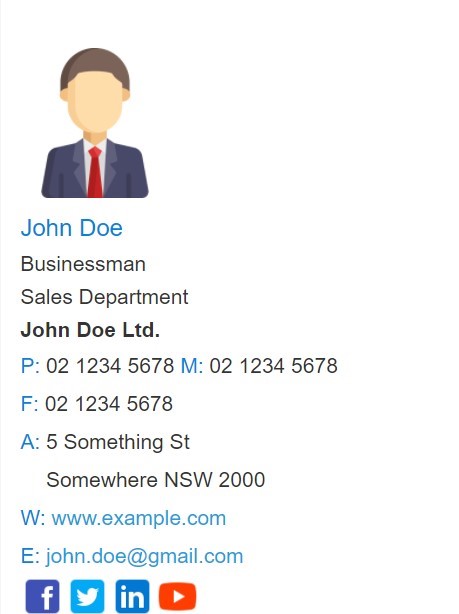 John Doe
Businessman
Sales Department
John Doe Ltd.
P: 02 1234 5678 M: 02 1234 5678
F: 02 1234 5678
A: 5 Something St
Somewhere NSW 2000
W: www.example.com
E: john.doe@gmail.com
f in